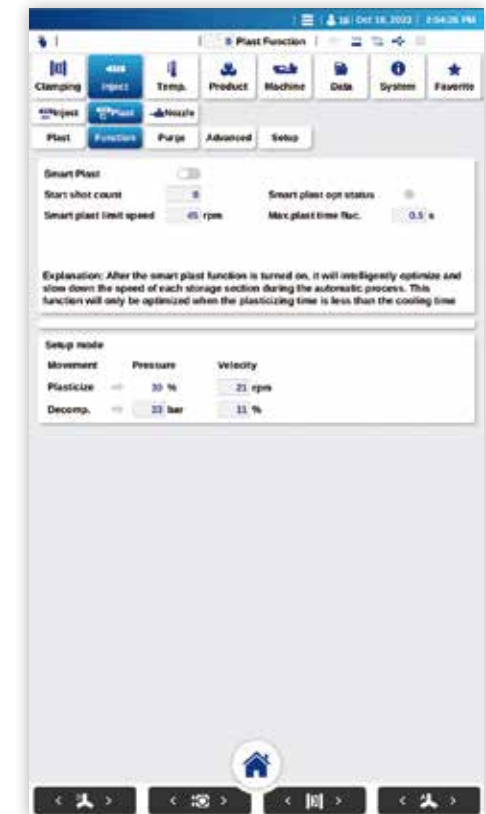 16 Oct 18, 2022 2:54:26 PM
Plast Function
Clamping Inject Temp. Product Machine Data System Favorite
Inject Plast Nozzle
Plast Function Purge Advanced Setup
Smart Plast
Start shot count 0 Smart plast opt status
Smart plast limit speed 45 rpm Max.plast time fluc. 0.5 s
Explanation: After the smart plast function is turned on, it will intelligently optimize and
slow down the speed of each storage section during the automatic process. This
function will only be optimized when the plasticizing time is less than the cooling time
Setup mode
Movement Pressure Velocity
Plasticize % 21 rpm
Decomp. bar 11 %